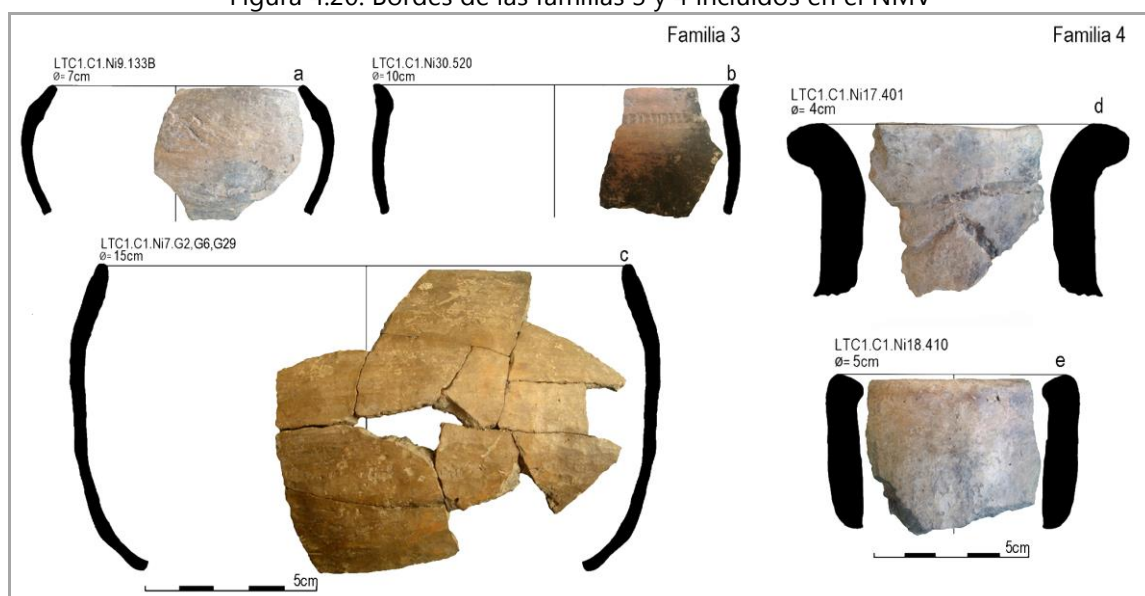 Figura 4.20. Bordes de las familias 3 y 4 incluidos en el NMV
Familia 3
Familia 4
LTC1.C1.Ni9.133B
ø= 7cm
a
LTC1.C1.Ni30.520
ø= 10cm
b
LTC1.C1.Ni17.401
ø= 4cm
d
LTC1.C1.Ni7.G2,G6,G29
ø= 15cm
c
LTC1.C1.Ni18.410
ø= 5cm
e
5cm
5cm